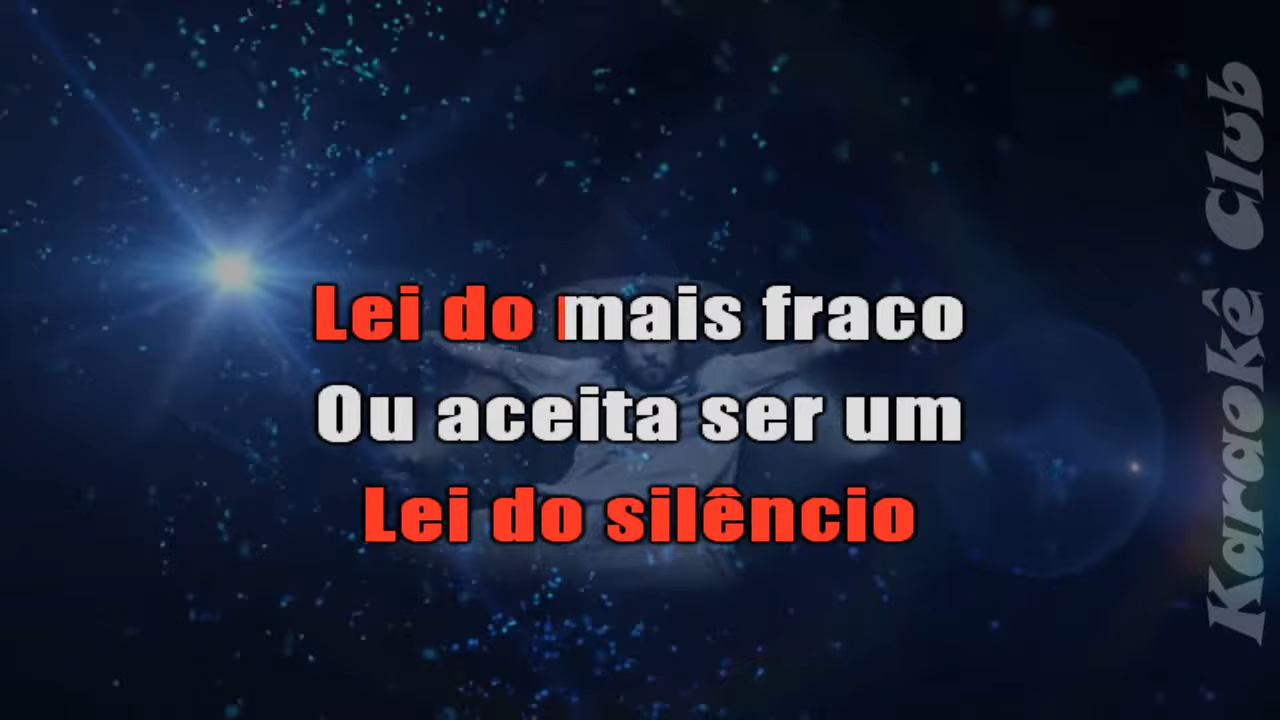 Lei do mais fraco
Ou aceita ser um
Lei do silêncio
Karaokê Club